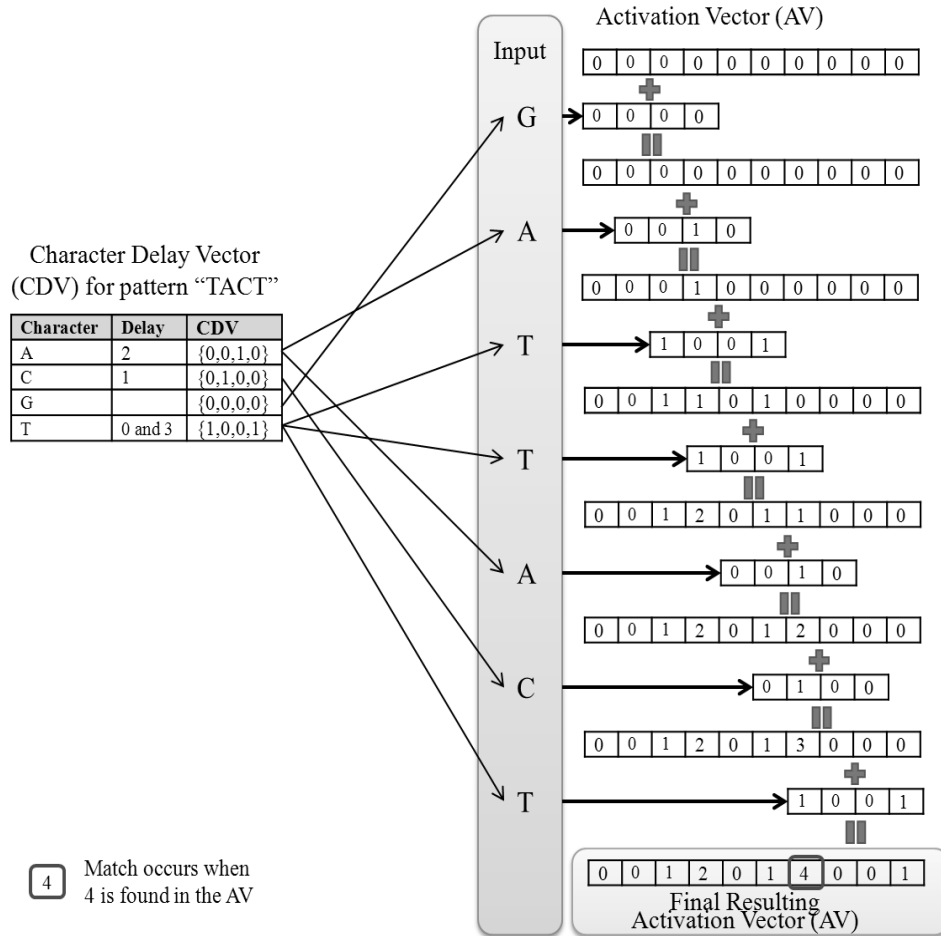 Activation Vector (AV)
Input
0 0 0 0 0 0 0 0 0 0
G
0 0 0 0
0 0 0 0 0 0 0 0 0 0
A
0 0 1 0
0 0 0 1 0 0 0 0 0 0
Character Delay Vector
(CDV) for pattern “TACT”
Character Delay CDV
A 2 {0,0,1,0}
C 1 {0,1,0,0}
G {0,0,0,0}
T 0 and 3 {1,0,0,1}
T
1 0 0 1
0 0 1 1 0 1 0 0 0 0
T
1 0 0 1
0 0 1 2 0 1 1 0 0 0
A
0 0 1 0
0 0 1 2 0 1 2 0 0 0
C
0 1 0 0
0 0 1 2 0 1 3 0 0 0
T
1 0 0 1
4
Match occurs when
4 is found in the AV
0 0 1 2 0 1 4 0 0 1
Final Resulting
Activation Vector (AV)